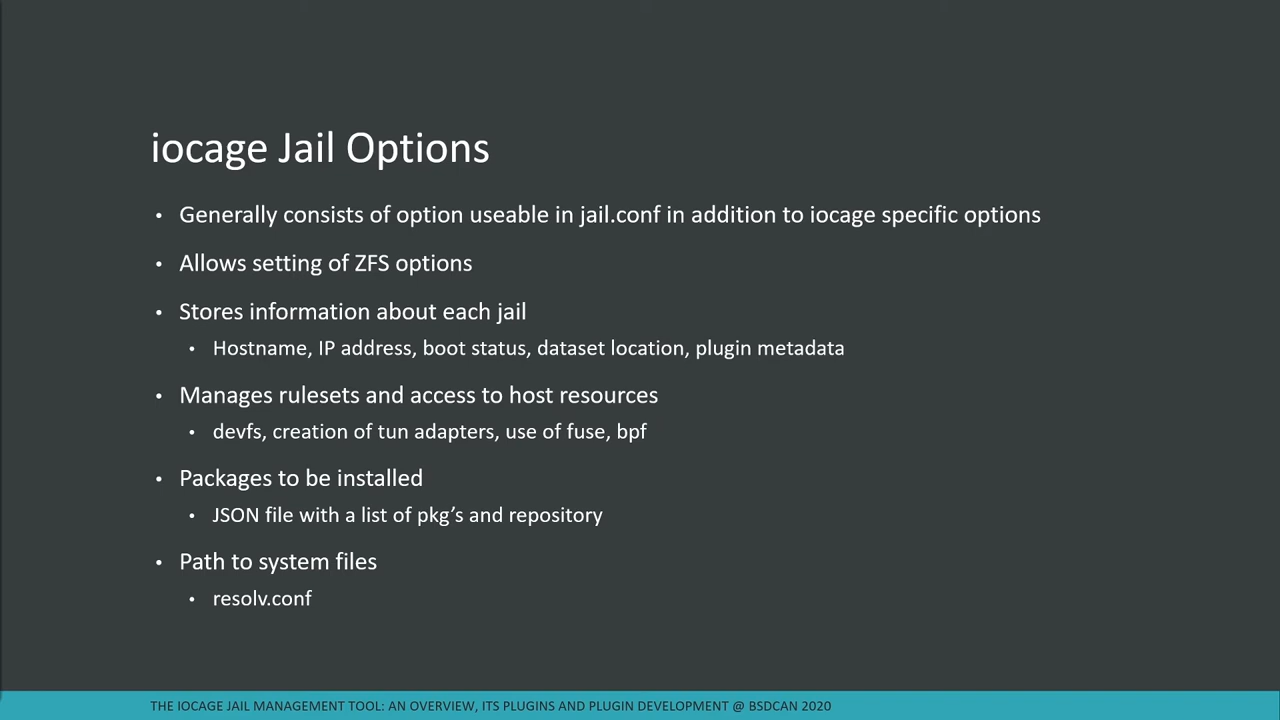 iocage Jail Options
• Generally consists of option useable in jail.conf in addition to iocage specific options
• Allows setting of ZFS options
• Stores information about each jail
• Hostname, IP address, boot status, dataset location, plugin metadata
• Manages rulesets and access to host resources
• devfs, creation of tun adapters, use of fuse, bpf
• Packages to be installed
• JSON file with a list of pkg’s and repository
• Path to system files
• resolv.conf
THE IOCAGE JAIL MANAGEMENT TOOL: AN OVERVIEW, ITS PLUGINS AND PLUGIN DEVELOPMENT @ BSDCAN 2020